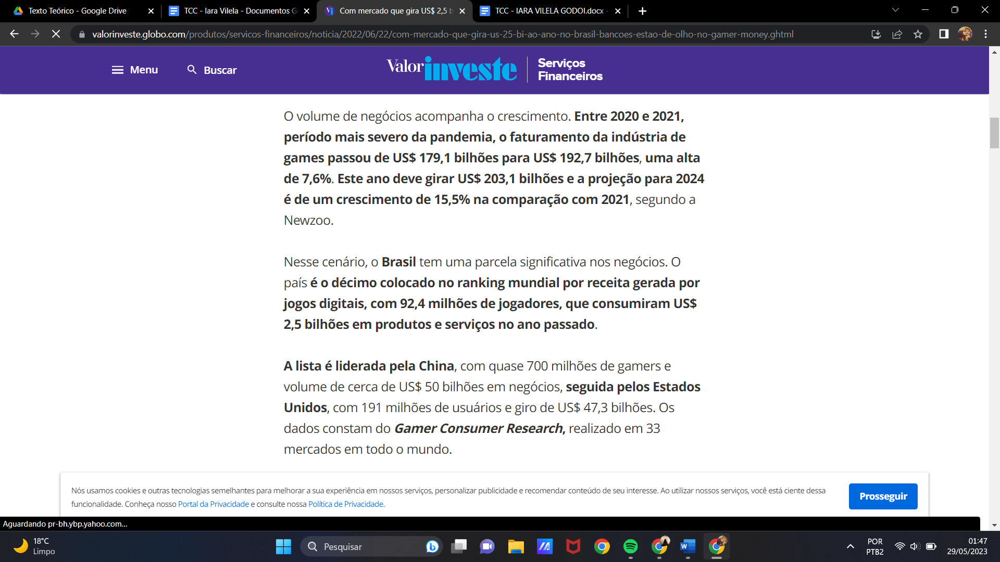 Texto Teórico - Google Drive
TCC - Iara Vilela - Documentos G
Com mercado que gira US$ 2,5 b
TCC - IARA VILELA GODOI.docx -
valorinveste.globo.com/produtos/servicos-financeiros/noticia/2022/06/22/com-mercado-que-gira-us-25-bi-ao-ano-no-brasil-bancoes-estao-de-olho-no-gamer-money.ghtml
Menu
Buscar
Valor investe
Serviços
Financeiros
O volume de negócios acompanha o crescimento. Entre 2020 e 2021,
período mais severo da pandemia, o faturamento da indústria de
games passou de US$ 179,1 bilhões para US$ 192,7 bilhões, uma alta
de 7,6%. Este ano deve girar US$ 203,1 bilhões e a projeção para 2024
é de um crescimento de 15,5% na comparação com 2021, segundo a
Newzoo.
Nesse cenário, o Brasil tem uma parcela significativa nos negócios. O
país é o décimo colocado no ranking mundial por receita gerada por
jogos digitais, com 92,4 milhões de jogadores, que consumiram US$
2,5 bilhões em produtos e serviços no ano passado.
A lista é liderada pela China, com quase 700 milhões de gamers e
volume de cerca de US$ 50 bilhões em negócios, seguida pelos Estados
Unidos, com 191 milhões de usuários e giro de US$ 47,3 bilhões. Os
dados constam do Gamer Consumer Research, realizado em 33
mercados em todo o mundo.
Nós usamos cookies e outras tecnologias semelhantes para melhorar a sua experiência em nossos serviços, personalizar publicidade e recomendar conteúdo de seu interesse. Ao utilizar nossos serviços, você está ciente dessa
funcionalidade. Conheça nosso Portal da Privacidade e consulte nossa Política de Privacidade.
Prosseguir
Aguardando pr-bh.ybp.yahoo.com...
18°C
Limpo
Pesquisar
POR
PTB2
01:47
29/05/2023